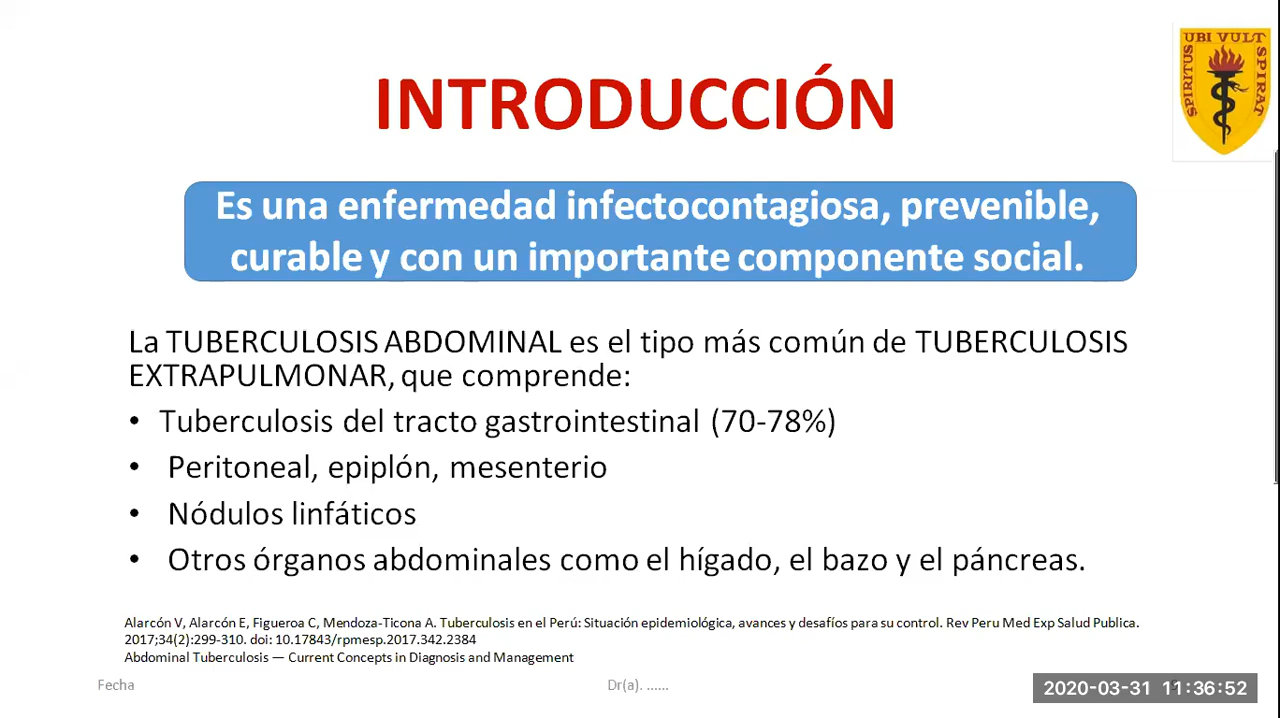 SPIRITUS UBI VULT SPIRAT
INTRODUCCIÓN
Es una enfermedad infectocontagiosa, prevenible,
curable y con un importante componente social.
La TUBERCULOSIS ABDOMINAL es el tipo más común de TUBERCULOSIS
EXTRAPULMONAR, que comprende:
• Tuberculosis del tracto gastrointestinal (70-78%)
• Peritoneal, epiplón, mesenterio
• Nódulos linfáticos
• Otros órganos abdominales como el hígado, el bazo y el páncreas.
Alarcón V, Alarcón E, Figueroa C, Mendoza-Ticona A. Tuberculosis en el Perú: Situación epidemiológica, avances y desafíos para su control. Rev Peru Med Exp Salud Publica.
2017;34(2):299-310. doi: 10.17843/rpmesp.2017.342.2384
Abdominal Tuberculosis — Current Concepts in Diagnosis and Management
Fecha
Dr(a). ......
2020-03-31 11:36:52